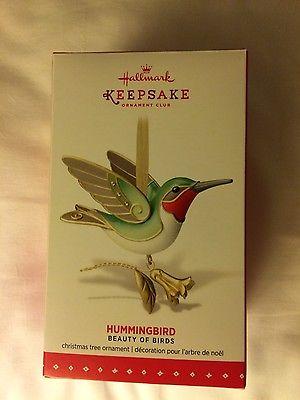 Hallmark
KEEPSAKE
ORNAMENT CLUB
HUMMINGBIRD
BEAUTY OF BIRDS
christmas tree ornament | décoration pour l'arbre de noël